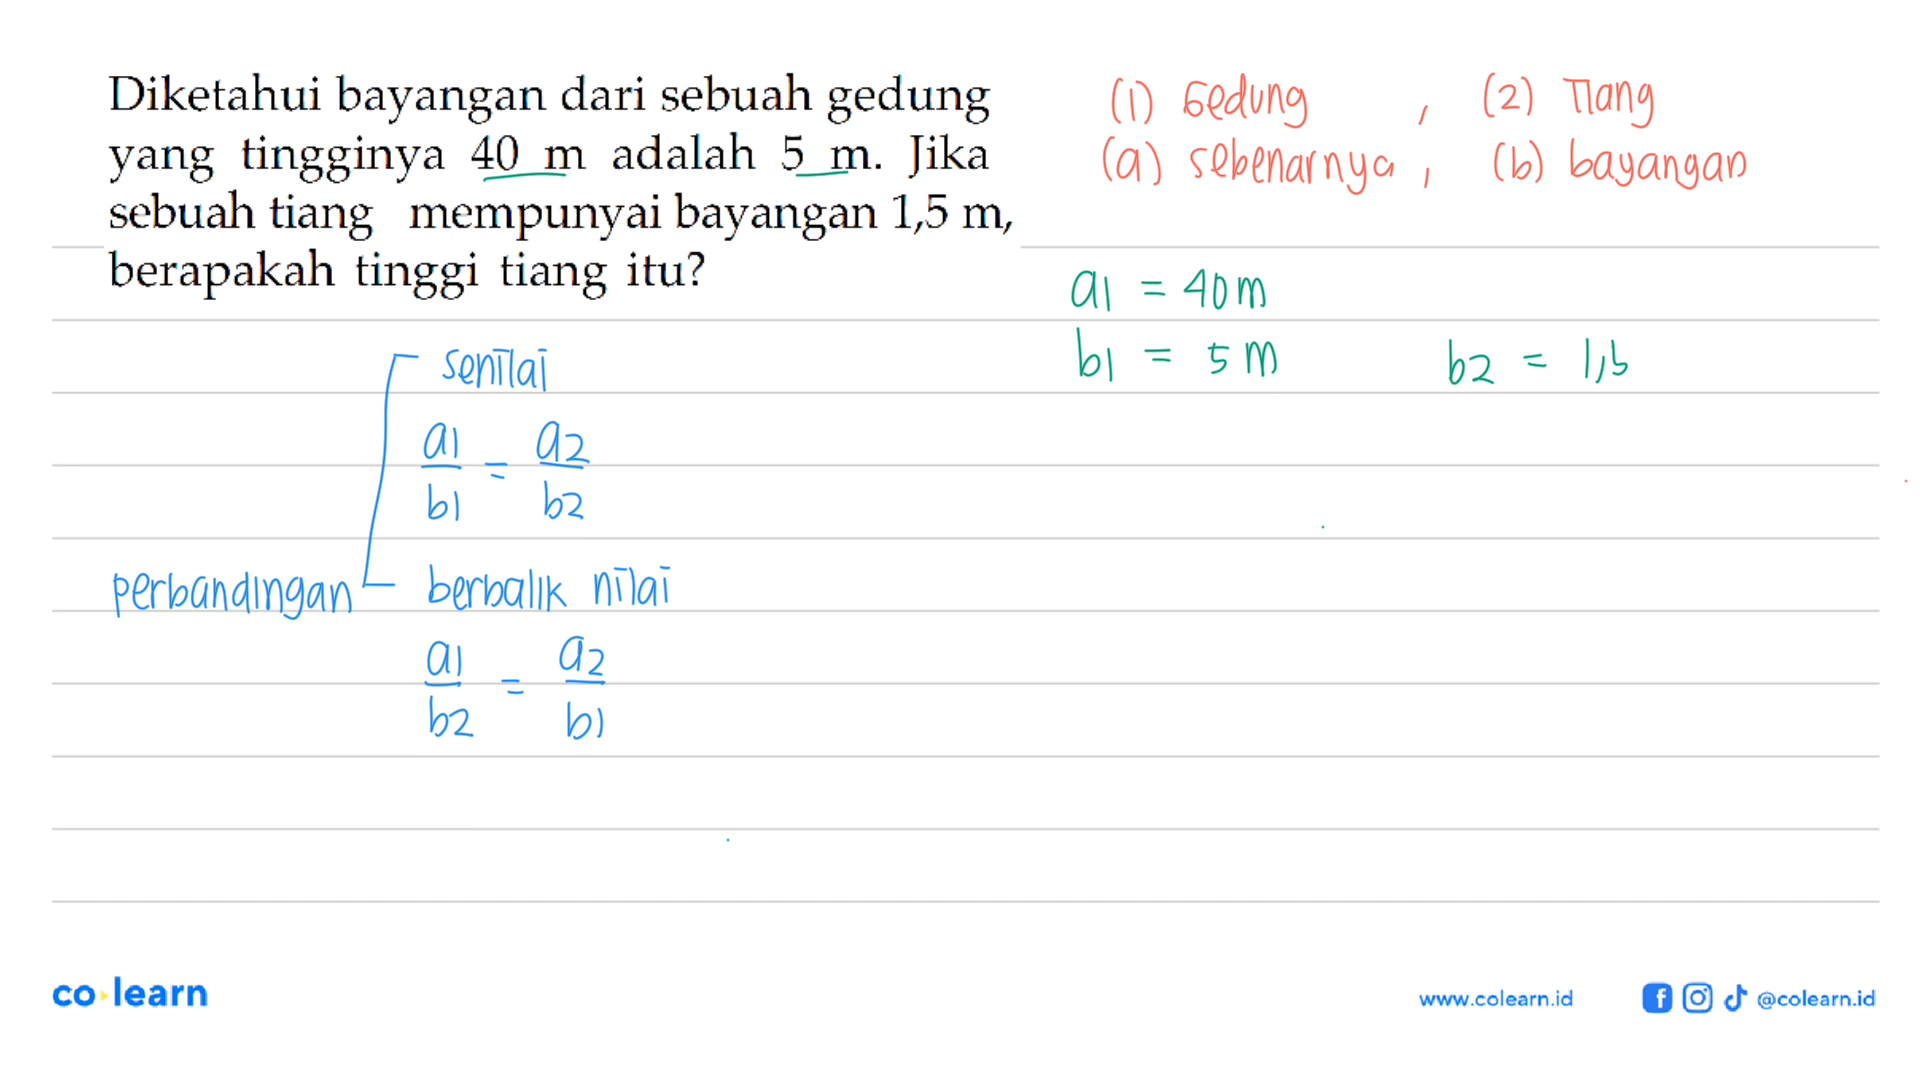 Diketahui bayangan dari sebuah gedung
yang tingginya 40 m adalah 5 m. Jika
sebuah tiang mempunyai bayangan 1,5 m,
berapakah tinggi tiang itu?
(1) Gedung , (2) Tiang
(a) sebenarnya , (b) bayangan
a1 = 40 m
b1 = 5 m b2 = 1,5
senilai
a1/b1 = a2/b2
perbandingan
berbalik nilai
a1/b2 = a2/b1
co learn
www.colearn.id
@colearn.id